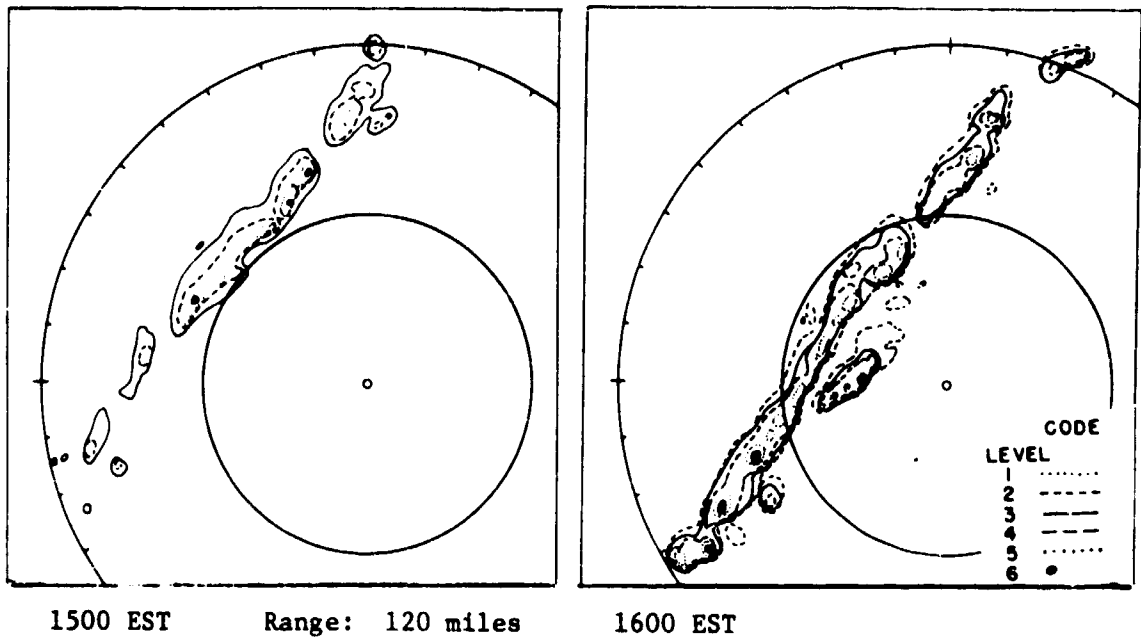 CODE
LEVEL
1 ..........
2 -------
3 ———
4 — — —
5 ..........
6
1500 EST Range: 120 miles 1600 EST